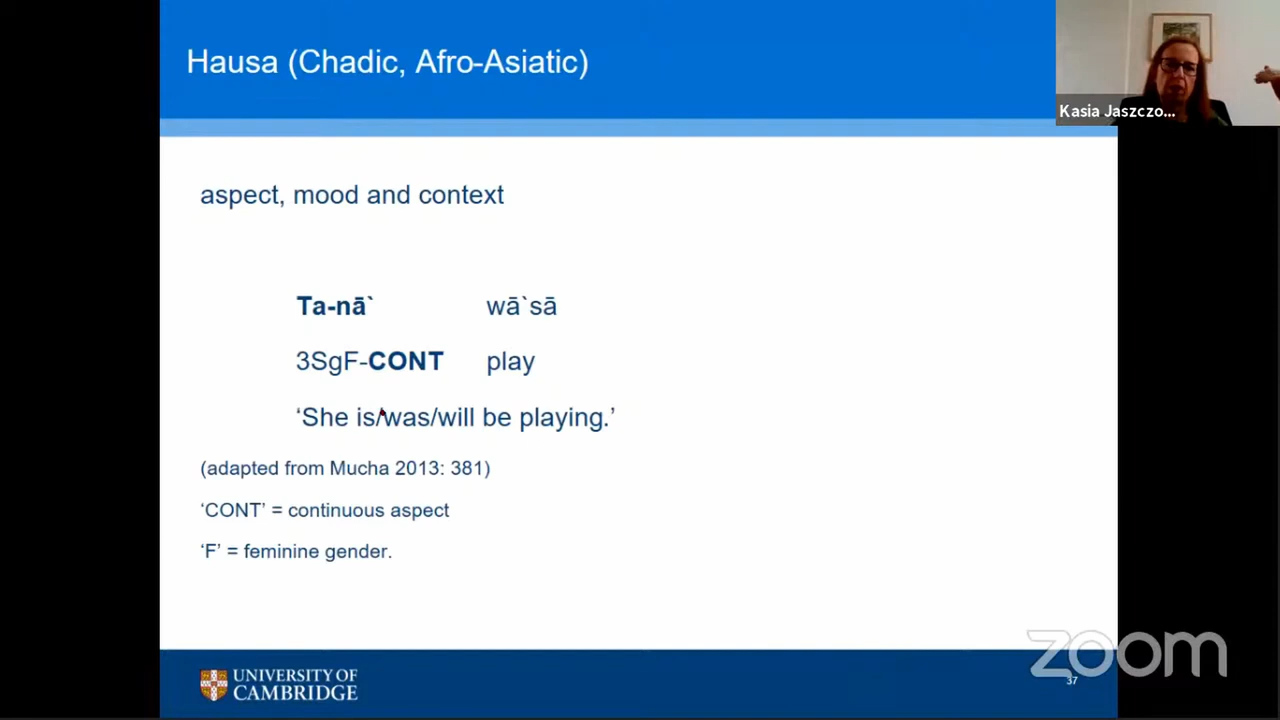 Hausa (Chadic, Afro-Asiatic)
Kasia Jaszczo...
aspect, mood and context
Ta-nā` wā`sā
3SgF-CONT play
‘She is/was/will be playing.’
(adapted from Mucha 2013: 381)
‘CONT’ = continuous aspect
‘F’ = feminine gender.
UNIVERSITY OF
CAMBRIDGE
zoom
37